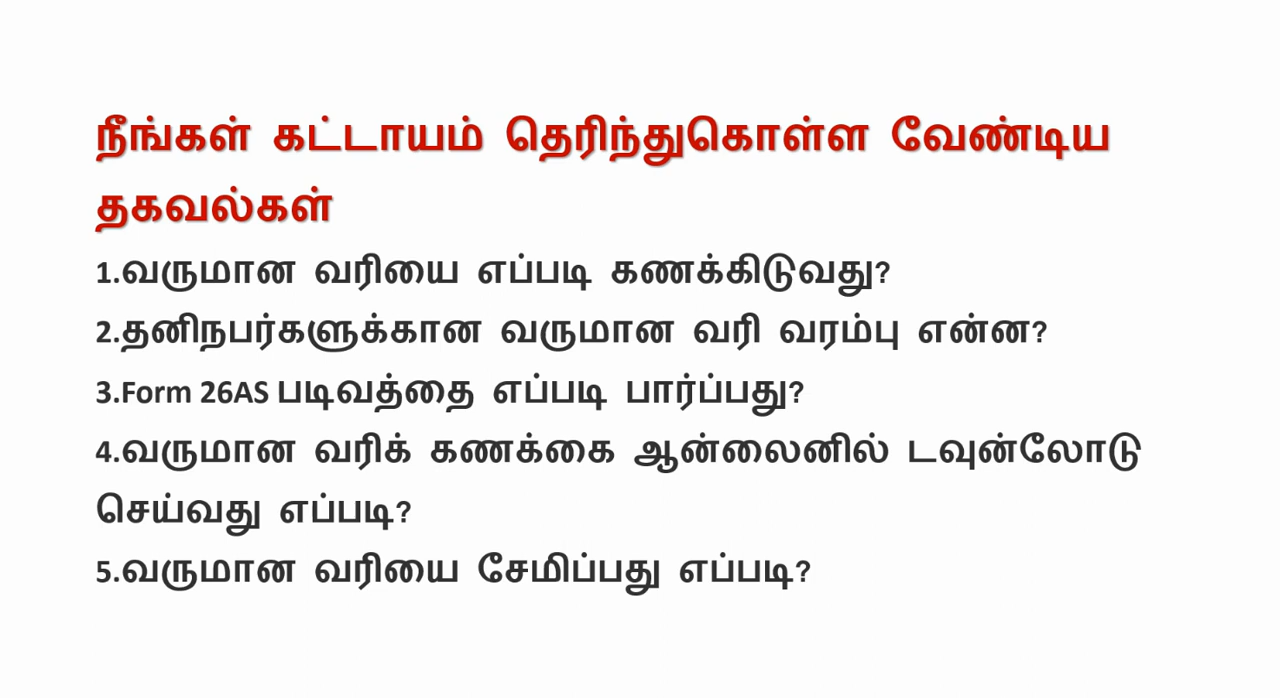 நீங்கள் கட்டாயம் தெரிந்துகொள்ள வேண்டிய
தகவல்கள்
1.வருமான வரியை எப்படி கணக்கிடுவது?
2.தனிநபர்களுக்கான வருமான வரி வரம்பு என்ன?
3.Form 26AS படிவத்தை எப்படி பார்ப்பது?
4.வருமான வரிக் கணக்கை ஆன்லைனில் டவுன்லோடு
செய்வது எப்படி?
5.வருமான வரியை சேமிப்பது எப்படி?